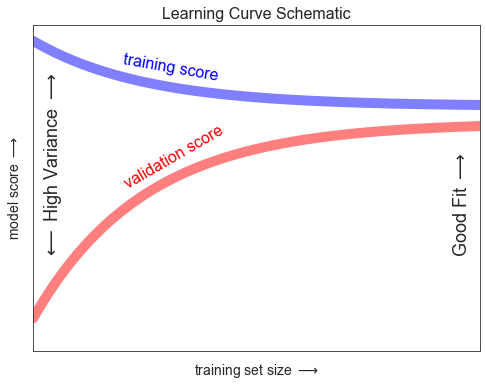 Learning Curve Schematic
training score
validation score
⟵ High Variance ⟶
Good Fit ⟶
model score ⟶
training set size ⟶